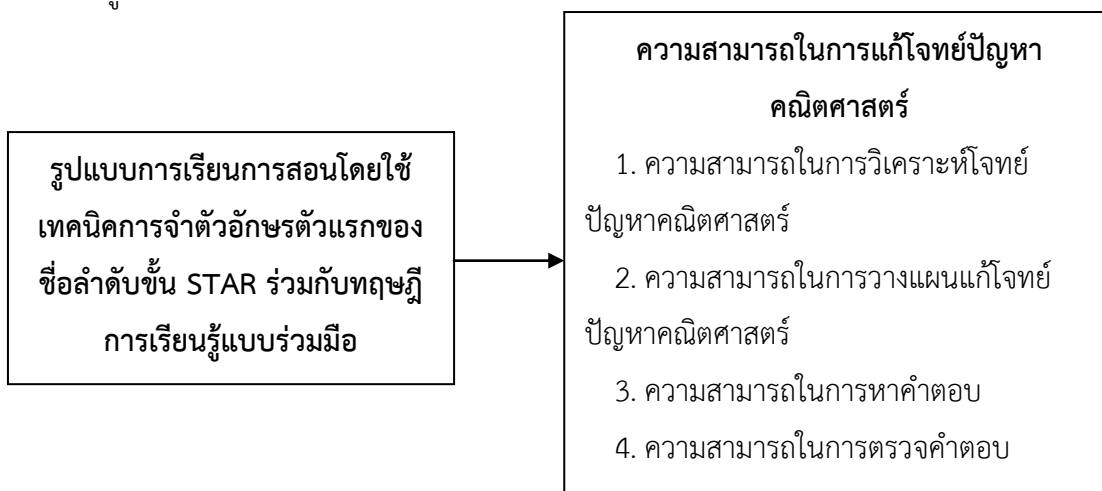 รูปแบบการเรียนการสอนโดยใช้
เทคนิคการจำตัวอักษรตัวแรกของ
ชื่อลำดับขั้น STAR ร่วมกับทฤษฎี
การเรียนรู้แบบร่วมมือ
ความสามารถในการแก้โจทย์ปัญหา
คณิตศาสตร์
1. ความสามารถในการวิเคราะห์โจทย์
ปัญหาคณิตศาสตร์
2. ความสามารถในการวางแผนแก้โจทย์
ปัญหาคณิตศาสตร์
3. ความสามารถในการหาคำตอบ
4. ความสามารถในการตรวจคำตอบ